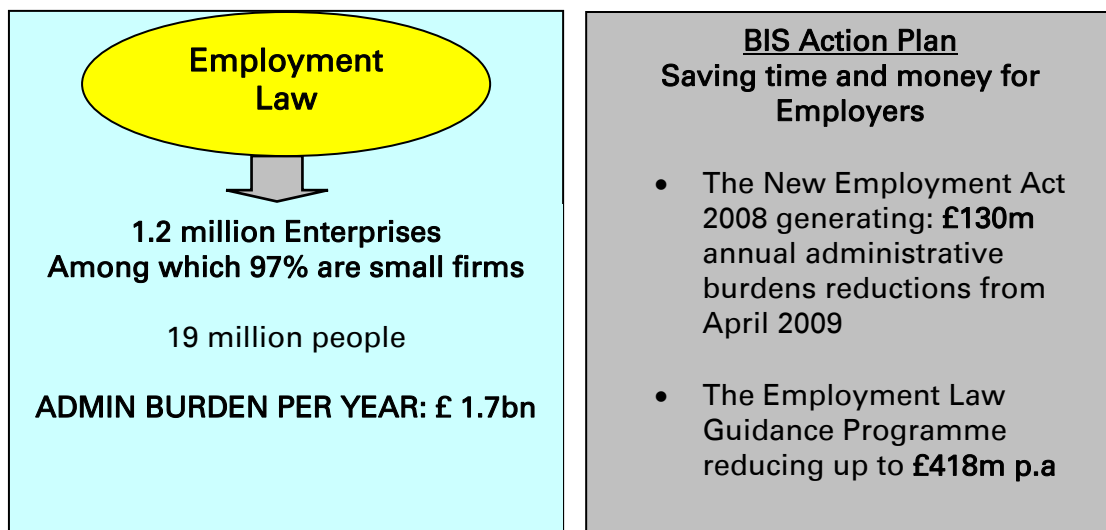 Employment
Law
1.2 million Enterprises
Among which 97% are small firms
19 million people
ADMIN BURDEN PER YEAR: £ 1.7bn
BIS Action Plan
Saving time and money for
Employers
• The New Employment Act
2008 generating: £130m
annual administrative
burdens reductions from
April 2009
• The Employment Law
Guidance Programme
reducing up to £418m p.a